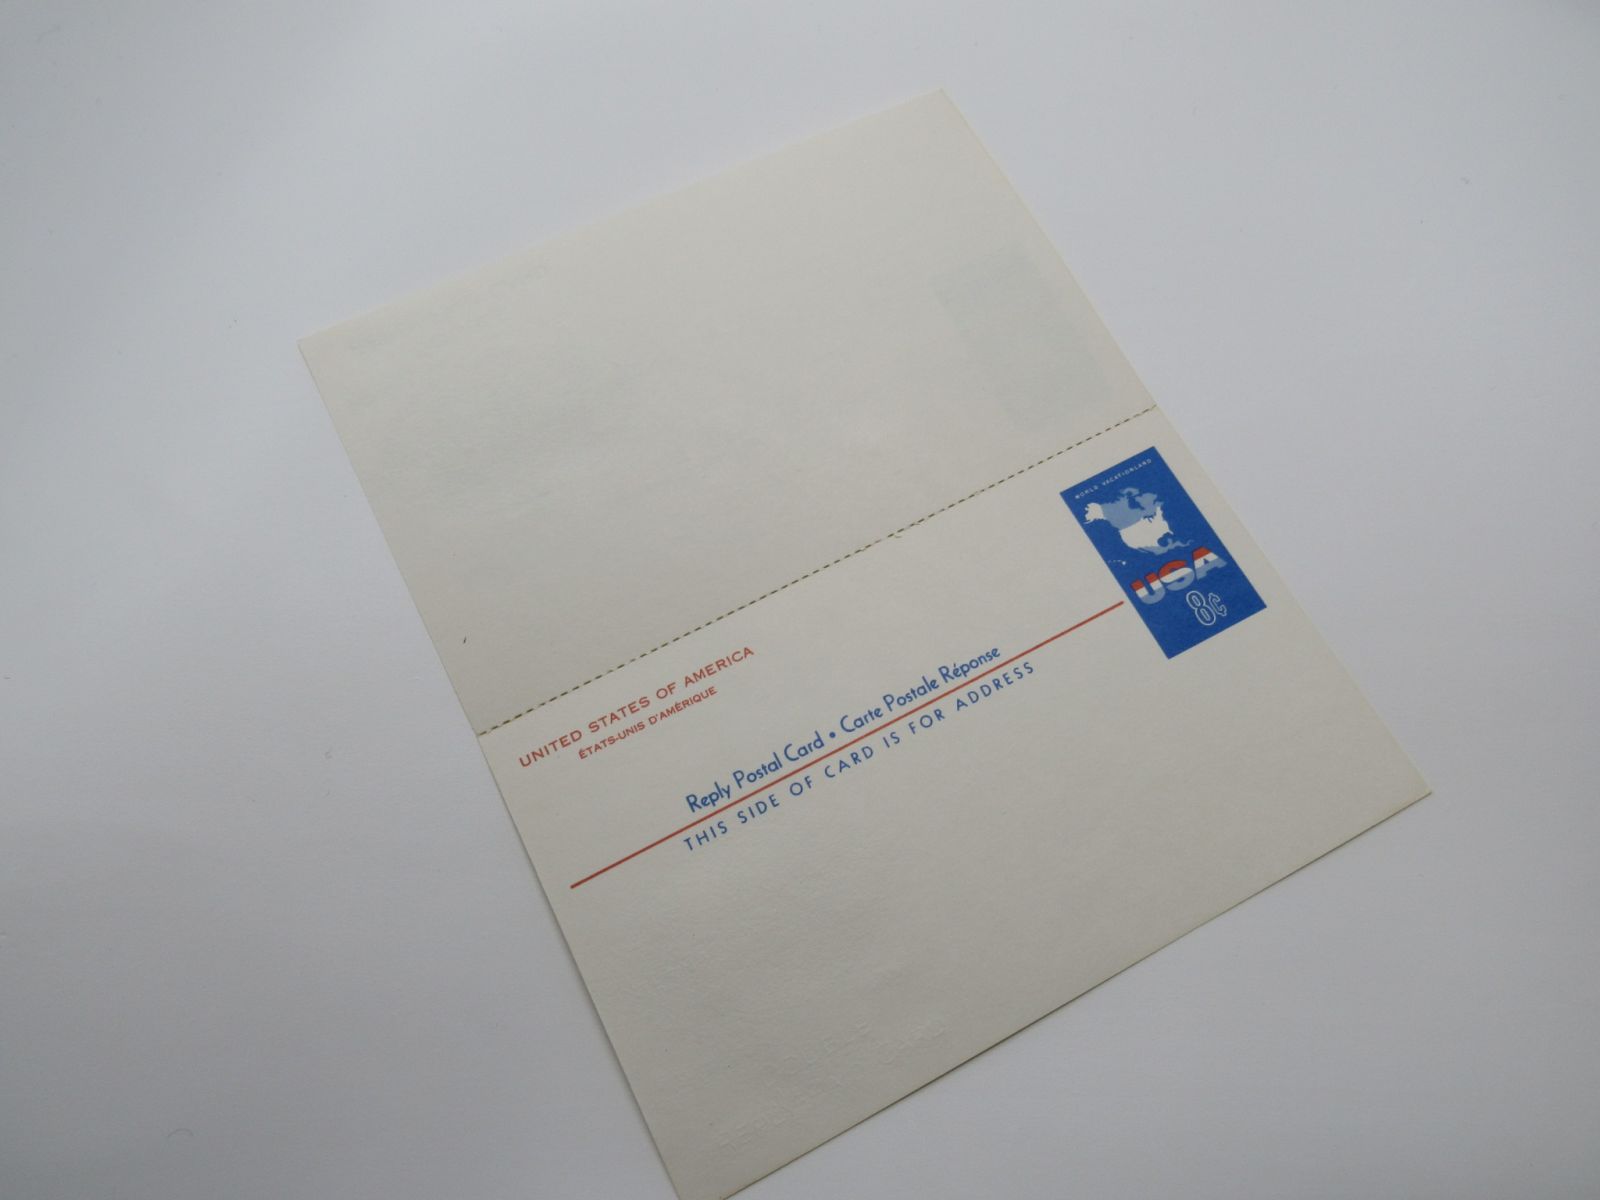 WORLD VACATIONLAND
USA
8¢
UNITED STATES OF AMERICA
ÉTATS-UNIS D'AMÉRIQUE
Reply Postal Card • Carte Postale Réponse
THIS SIDE OF CARD IS FOR ADDRESS